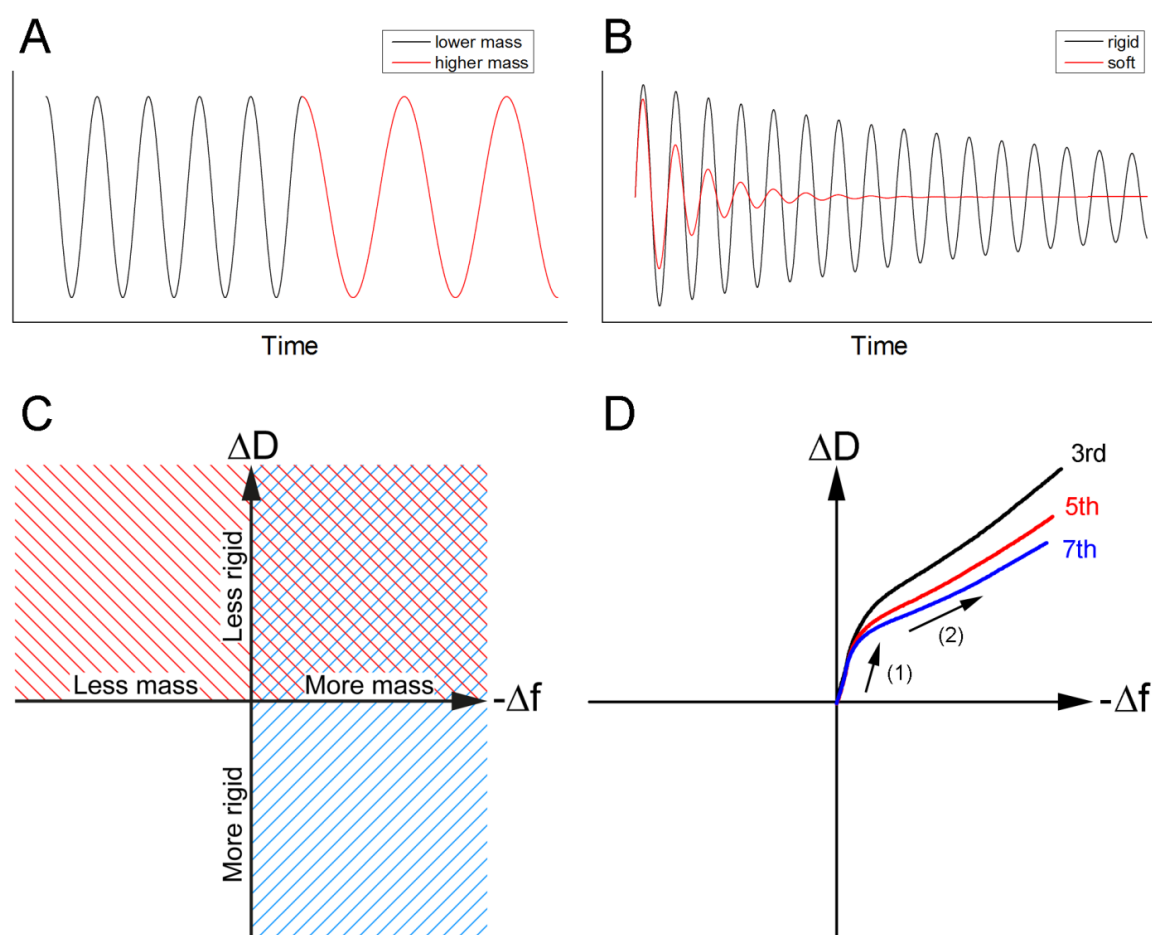 A
lower mass
higher mass
Time
B
rigid
soft
Time
C
ΔD
Less rigid
Less mass
More mass
-Δf
More rigid
D
ΔD
3rd
5th
7th
(2)
(1)
-Δf